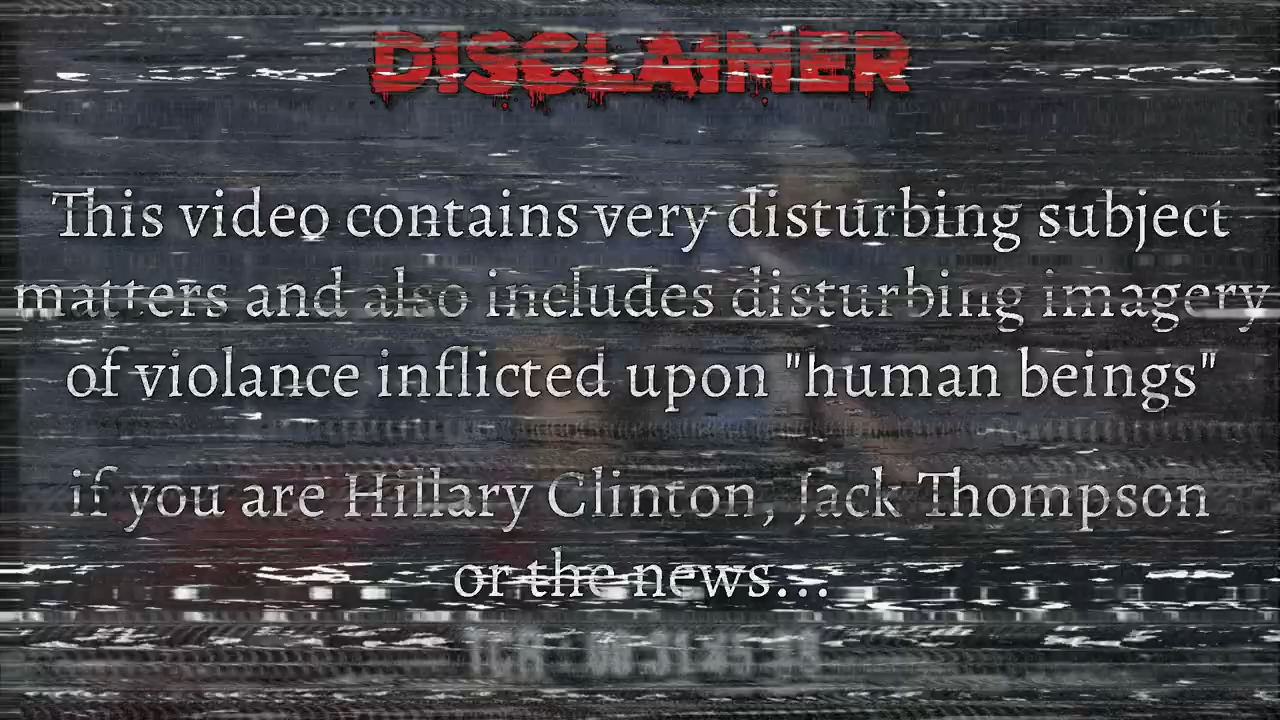 DISCLAIMER
This video contains very disturbing subject
matters and also includes disturbing imagery
of violance inflicted upon "human beings"
if you are Hillary Clinton, Jack Thompson
or the news...